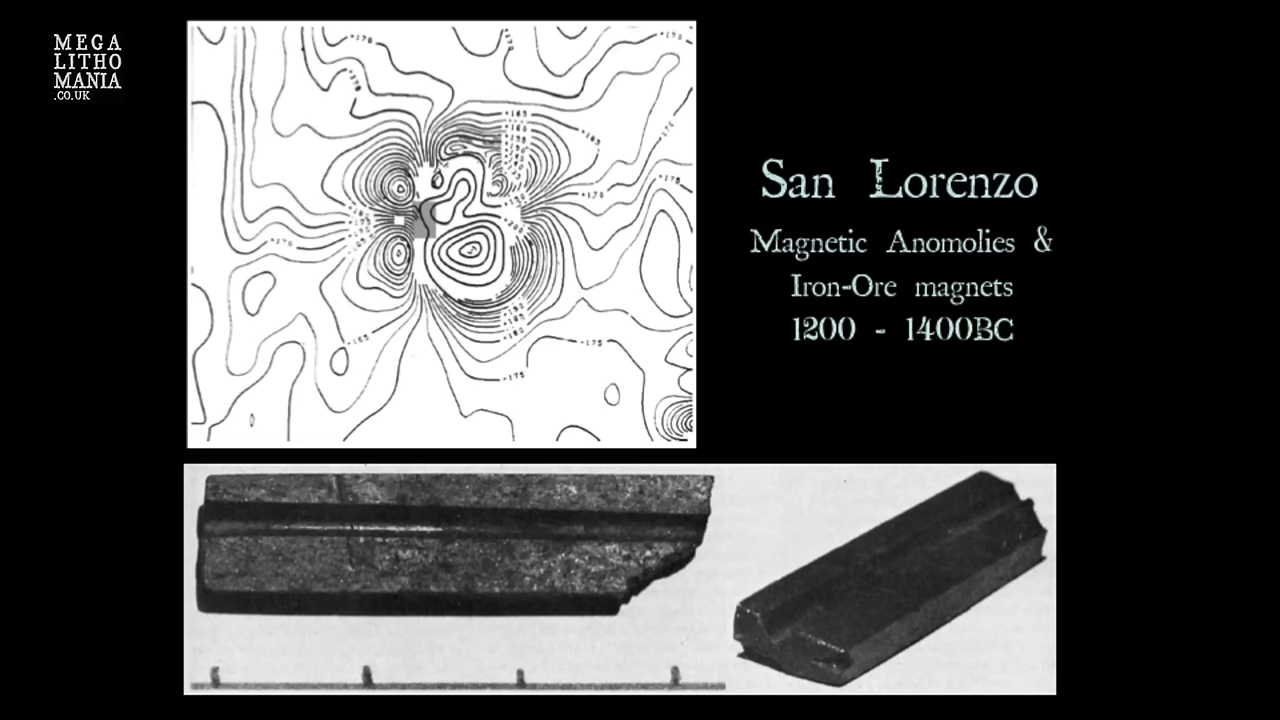 MEGA
LITHO
MANIA
.CO.UK
San Lorenzo
Magnetic Anomolies &
Iron-Ore magnets
1200 - 1400BC